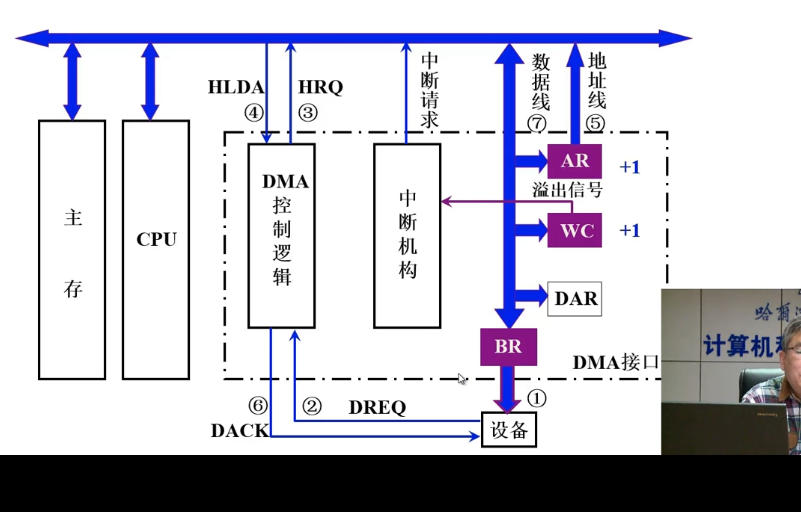 HLDA
④
HRQ
③
中断请求
数据线
⑦
地址线
⑤
主存
CPU
DMA
控制逻辑
中断机构
AR
+1
溢出信号
WC
+1
DAR
BR
DMA接口
⑥
②
DREQ
①
DACK
设备
哈尔
计算机